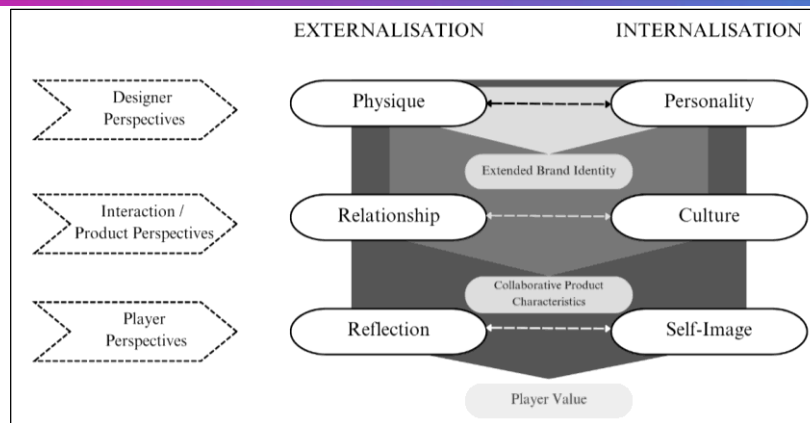 EXTERNALISATION
INTERNALISATION
Designer
Perspectives
Physique
Personality
Extended Brand Identity
Interaction /
Product Perspectives
Relationship
Culture
Collaborative Product
Characteristics
Player
Perspectives
Reflection
Self-Image
Player Value